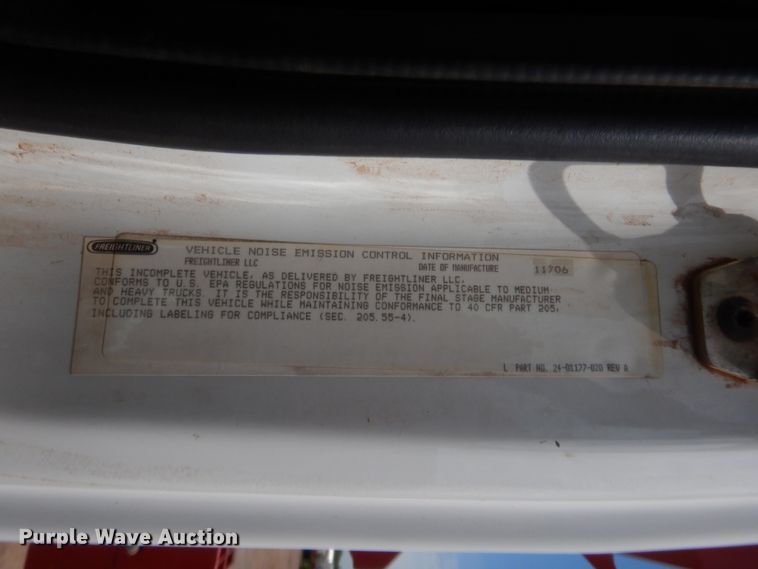 FREIGHTLINER
VEHICLE NOISE EMISSION CONTROL INFORMATION
FREIGHTLINER LLC DATE OF MANUFACTURE 11/06
THIS INCOMPLETE VEHICLE, AS DELIVERED BY FREIGHTLINER LLC.
CONFORMS TO U.S. EPA REGULATIONS FOR NOISE EMISSION APPLICABLE TO MEDIUM
AND HEAVY TRUCKS. IT IS THE RESPONSIBILITY OF THE FINAL STAGE MANUFACTURER
TO COMPLETE THIS VEHICLE WHILE MAINTAINING CONFORMANCE TO 40 CFR PART 205,
INCLUDING LABELING FOR COMPLIANCE (SEC. 205.55-4).
L PART NO. 24-01177-020 REV A
Purple Wave Auction